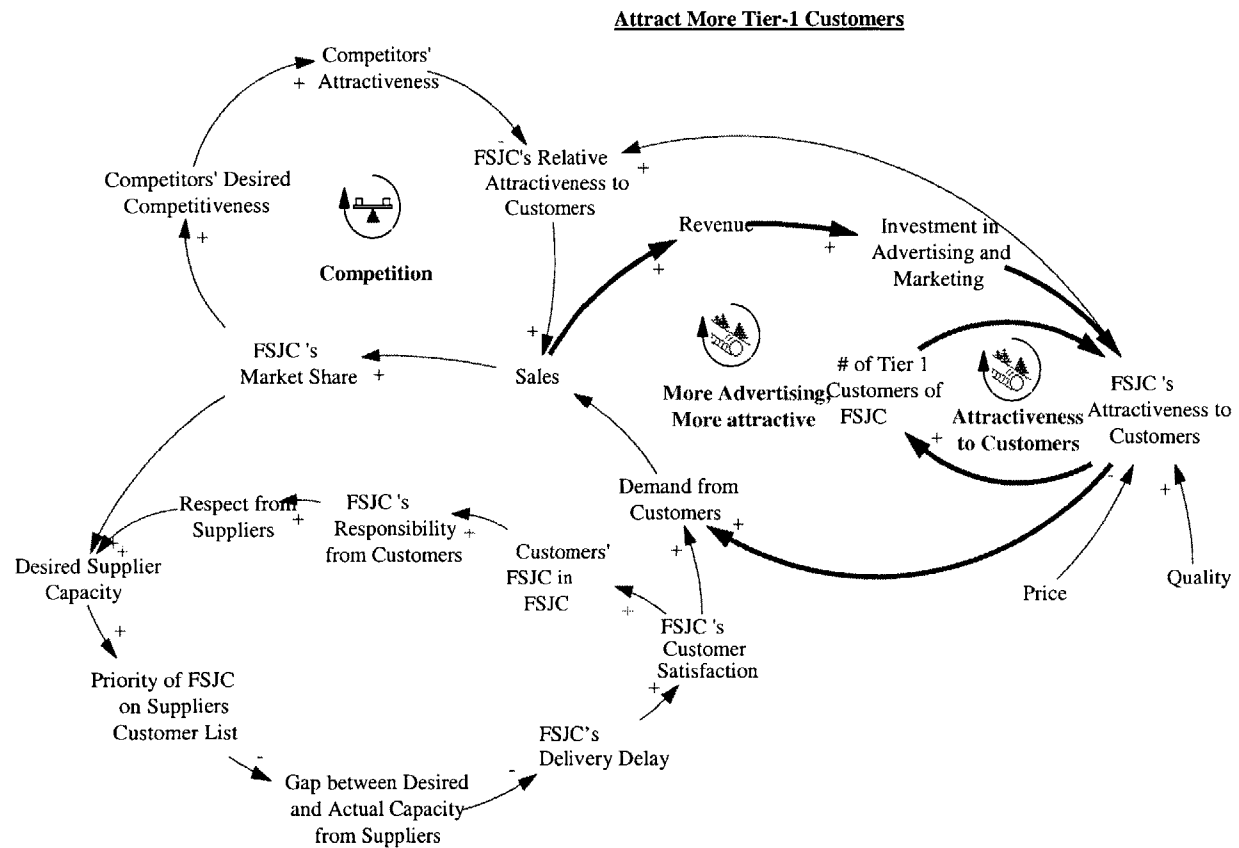 Attract More Tier-1 Customers
Competitors'
+ Attractiveness
-
FSJC's Relative
Attractiveness to
Customers
+
Competitors' Desired
Competitiveness
+
Competition
Revenue
+
+
Investment in
Advertising and
Marketing
FSJC 's
Market Share
+
+
Sales
More Advertising,
More attractive
# of Tier 1
Customers of
FSJC
+
Attractiveness
to Customers
FSJC 's
Attractiveness to
Customers
-
+
Demand from
Customers
+
+
Price
Quality
Respect from
Suppliers
+
FSJC 's
Responsibility
from Customers
+
Customers'
FSJC in
FSJC
+
+
+
Desired Supplier
Capacity
+
FSJC 's
Customer
Satisfaction
+
Priority of FSJC
on Suppliers
Customer List
-
FSJC's
Delivery Delay
-
Gap between Desired
and Actual Capacity
from Suppliers